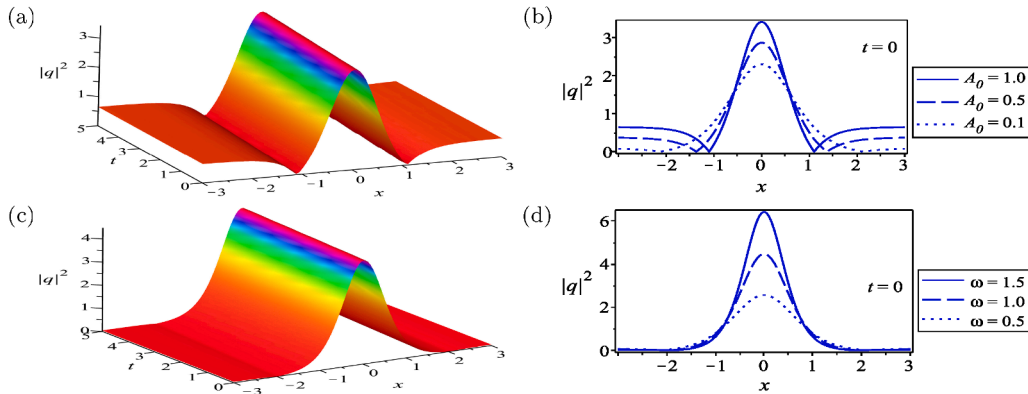 (a)
3
2
1
|q|²
5
4
3
2
1
0
t
-3
-2
-1
0
1
2
3
x
(b)
3
2
1
0
|q|²
t = 0
-2
-1
0
1
2
3
x
A₀ = 1.0
A₀ = 0.5
A₀ = 0.1
(c)
4
3
2
1
0
|q|²
5
4
3
2
1
0
t
-3
-2
-1
0
1
2
3
x
(d)
6
4
2
0
|q|²
t = 0
-2
-1
0
1
2
3
x
ω = 1.5
ω = 1.0
ω = 0.5